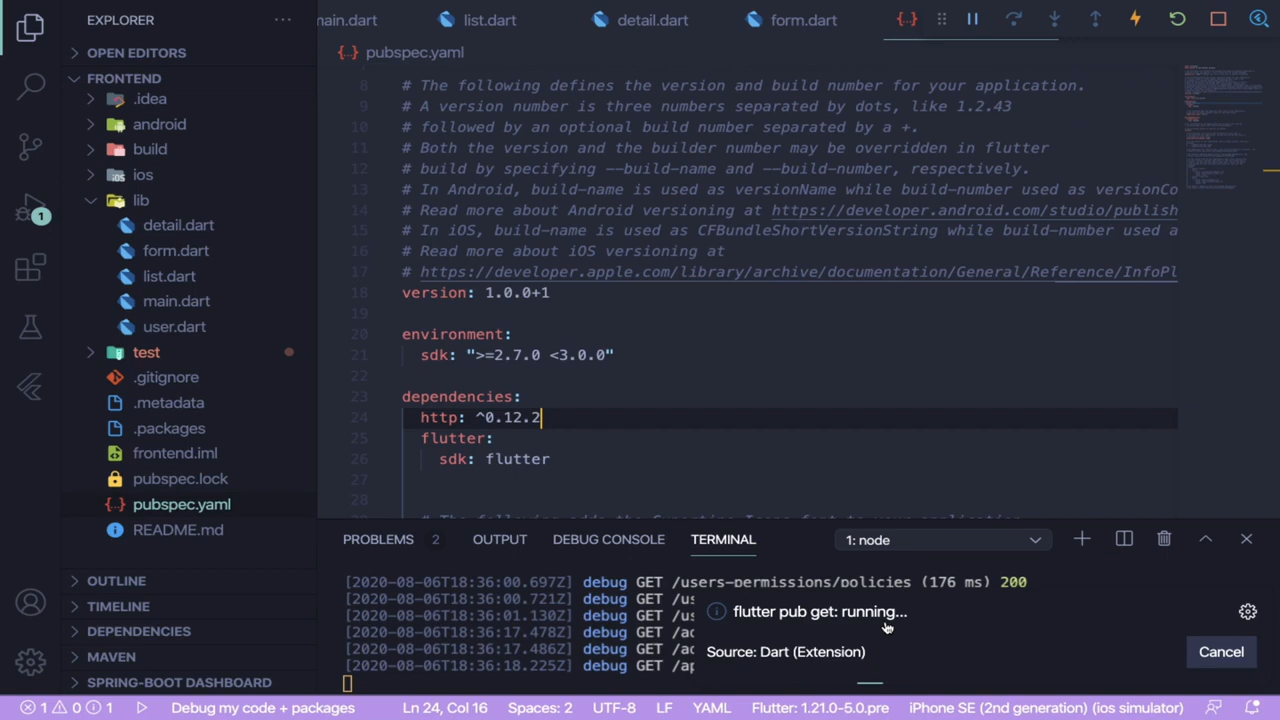 EXPLORER
main.dart
list.dart
detail.dart
form.dart
OPEN EDITORS
FRONTEND
.idea
android
build
ios
lib
detail.dart
form.dart
list.dart
main.dart
user.dart
test
.gitignore
.metadata
.packages
frontend.iml
pubspec.lock
pubspec.yaml
README.md
OUTLINE
TIMELINE
DEPENDENCIES
MAVEN
SPRING-BOOT DASHBOARD
pubspec.yaml
8 # The following defines the version and build number for your application.
9 # A version number is three numbers separated by dots, like 1.2.43
10 # followed by an optional build number separated by a +.
11 # Both the version and the builder number may be overridden in flutter
12 # build by specifying --build-name and --build-number, respectively.
13 # In Android, build-name is used as versionName while build-number used as versionCo
14 # Read more about Android versioning at https://developer.android.com/studio/publish
15 # In iOS, build-name is used as CFBundleShortVersionString while build-number used a
16 # Read more about iOS versioning at
17 # https://developer.apple.com/library/archive/documentation/General/Reference/InfoPl
18 version: 1.0.0+1
19
20 environment:
21 sdk: ">=2.7.0 <3.0.0"
22
23 dependencies:
24 http: ^0.12.2
25 flutter:
26 sdk: flutter
27
28
PROBLEMS 2 OUTPUT DEBUG CONSOLE TERMINAL 1: node
[2020-08-06T18:36:00.697Z] debug GET /users-permissions/policies (176 ms) 200
[2020-08-06T18:36:00.721Z] debug GET /us
[2020-08-06T18:36:01.130Z] debug GET /us
[2020-08-06T18:36:17.478Z] debug GET /ad
[2020-08-06T18:36:17.486Z] debug GET /ad
[2020-08-06T18:36:18.225Z] debug GET /ap
flutter pub get: running...
Source: Dart (Extension)
Cancel
1
1 0 1 Debug my code + packages Ln 24, Col 16 Spaces: 2 UTF-8 LF YAML Flutter: 1.21.0-5.0.pre iPhone SE (2nd generation) (ios simulator)